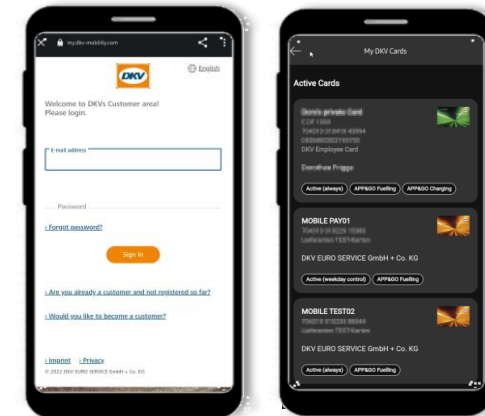 my.dkv-mobility.com
DKV
English
Welcome to DKVs Customer area!
Please login.
E-mail address
Password
› Forgot password?
Sign in
› Are you already a customer and not registered so far?
› Would you like to become a customer?
› Imprint › Privacy
© 2022 DKV EURO SERVICE GmbH + Co. KG
My DKV Cards
Active Cards
DKV Employee Card
Active (always) APP&GO Fuelling APP&GO Charging
MOBILE PAY01
DKV EURO SERVICE GmbH + Co. KG
Active (weekday control) APP&GO Fuelling
MOBILE TEST02
DKV EURO SERVICE GmbH + Co. KG
Active (always) APP&GO Fuelling